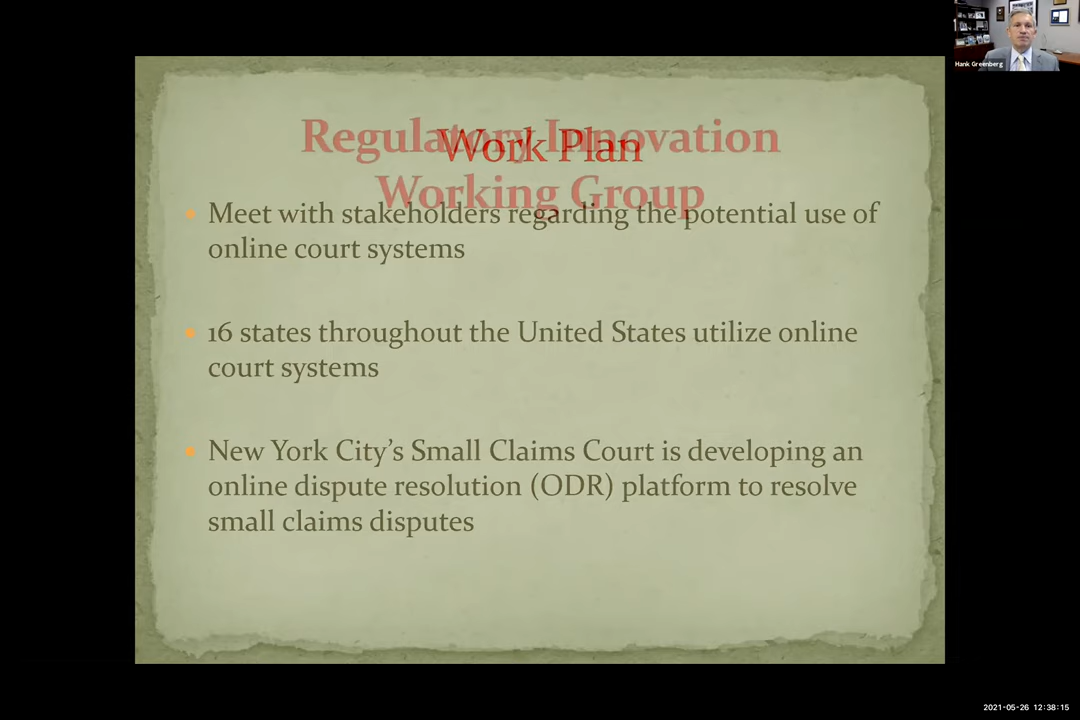 Hank Greenberg
Regulatory Innovation
Work Plan
Working Group
• Meet with stakeholders regarding the potential use of
online court systems
• 16 states throughout the United States utilize online
court systems
• New York City's Small Claims Court is developing an
online dispute resolution (ODR) platform to resolve
small claims disputes
2021-05-26 12:38:15